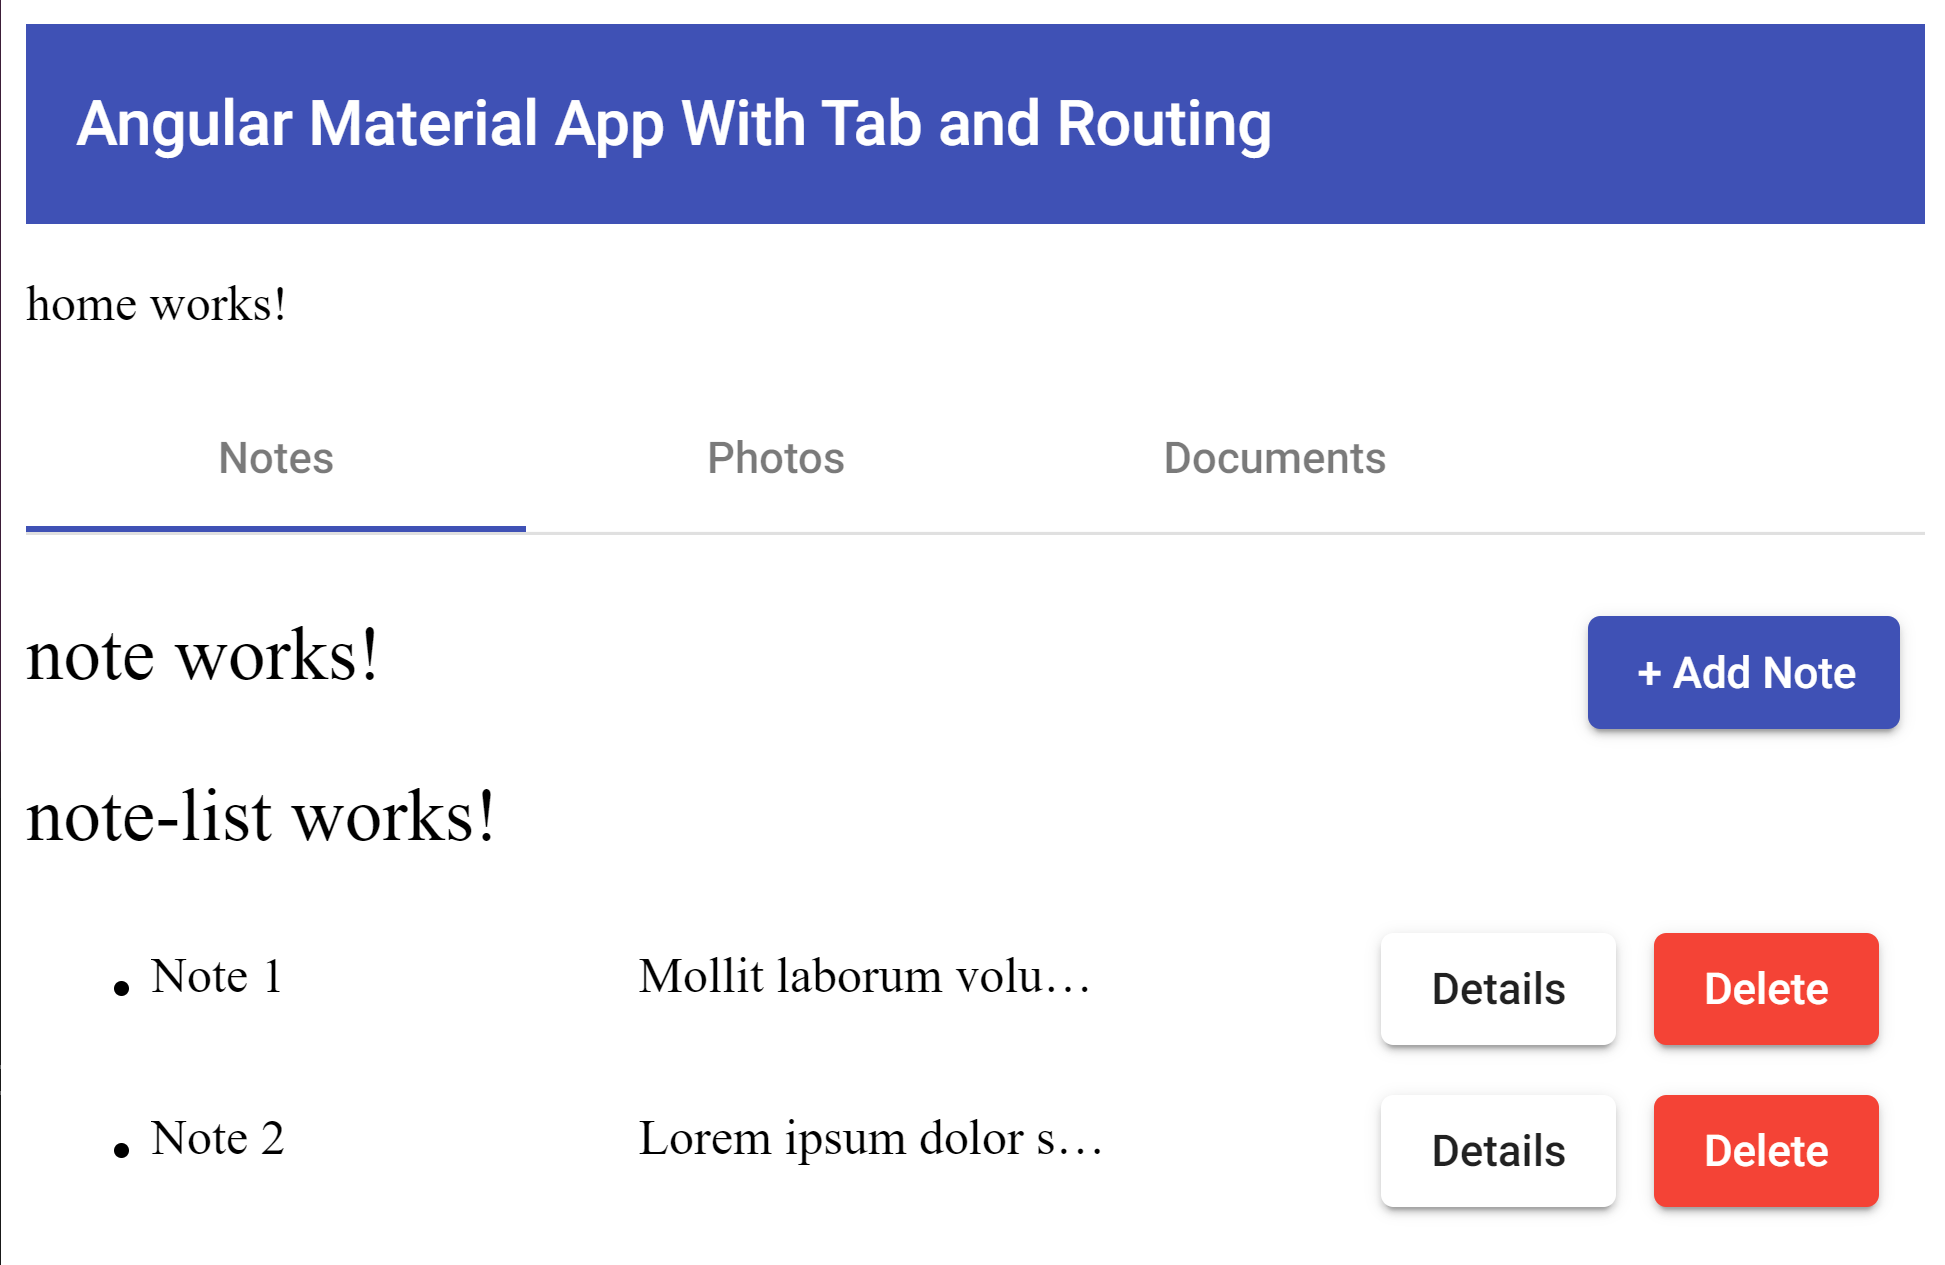 Angular Material App With Tab and Routing
home works!
Notes Photos Documents
note works! + Add Note
note-list works!
• Note 1 Mollit laborum volu… Details Delete
• Note 2 Lorem ipsum dolor s… Details Delete